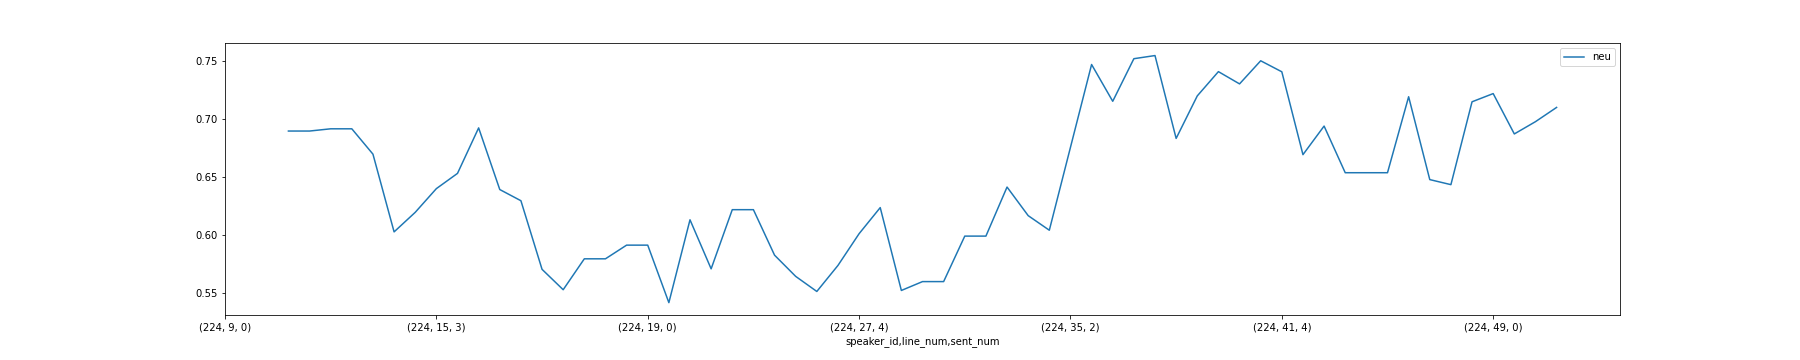 neu
0.75
0.70
0.65
0.60
0.55
(224, 9, 0) (224, 15, 3) (224, 19, 0) (224, 27, 4) (224, 35, 2) (224, 41, 4) (224, 49, 0)
speaker_id,line_num,sent_num